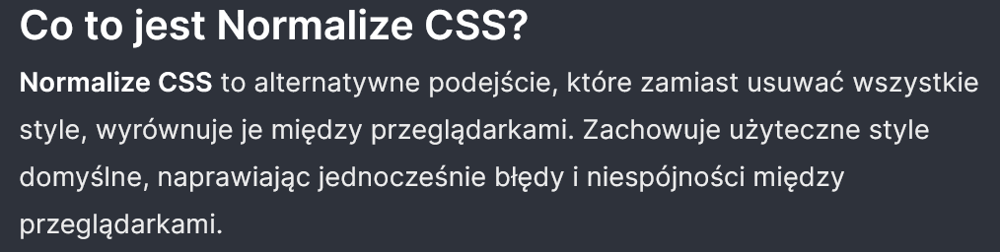 Co to jest Normalize CSS?
Normalize CSS to alternatywne podejście, które zamiast usuwać wszystkie
style, wyrównuje je między przeglądarkami. Zachowuje użyteczne style
domyślne, naprawiając jednocześnie błędy i niespójności między
przeglądarkami.